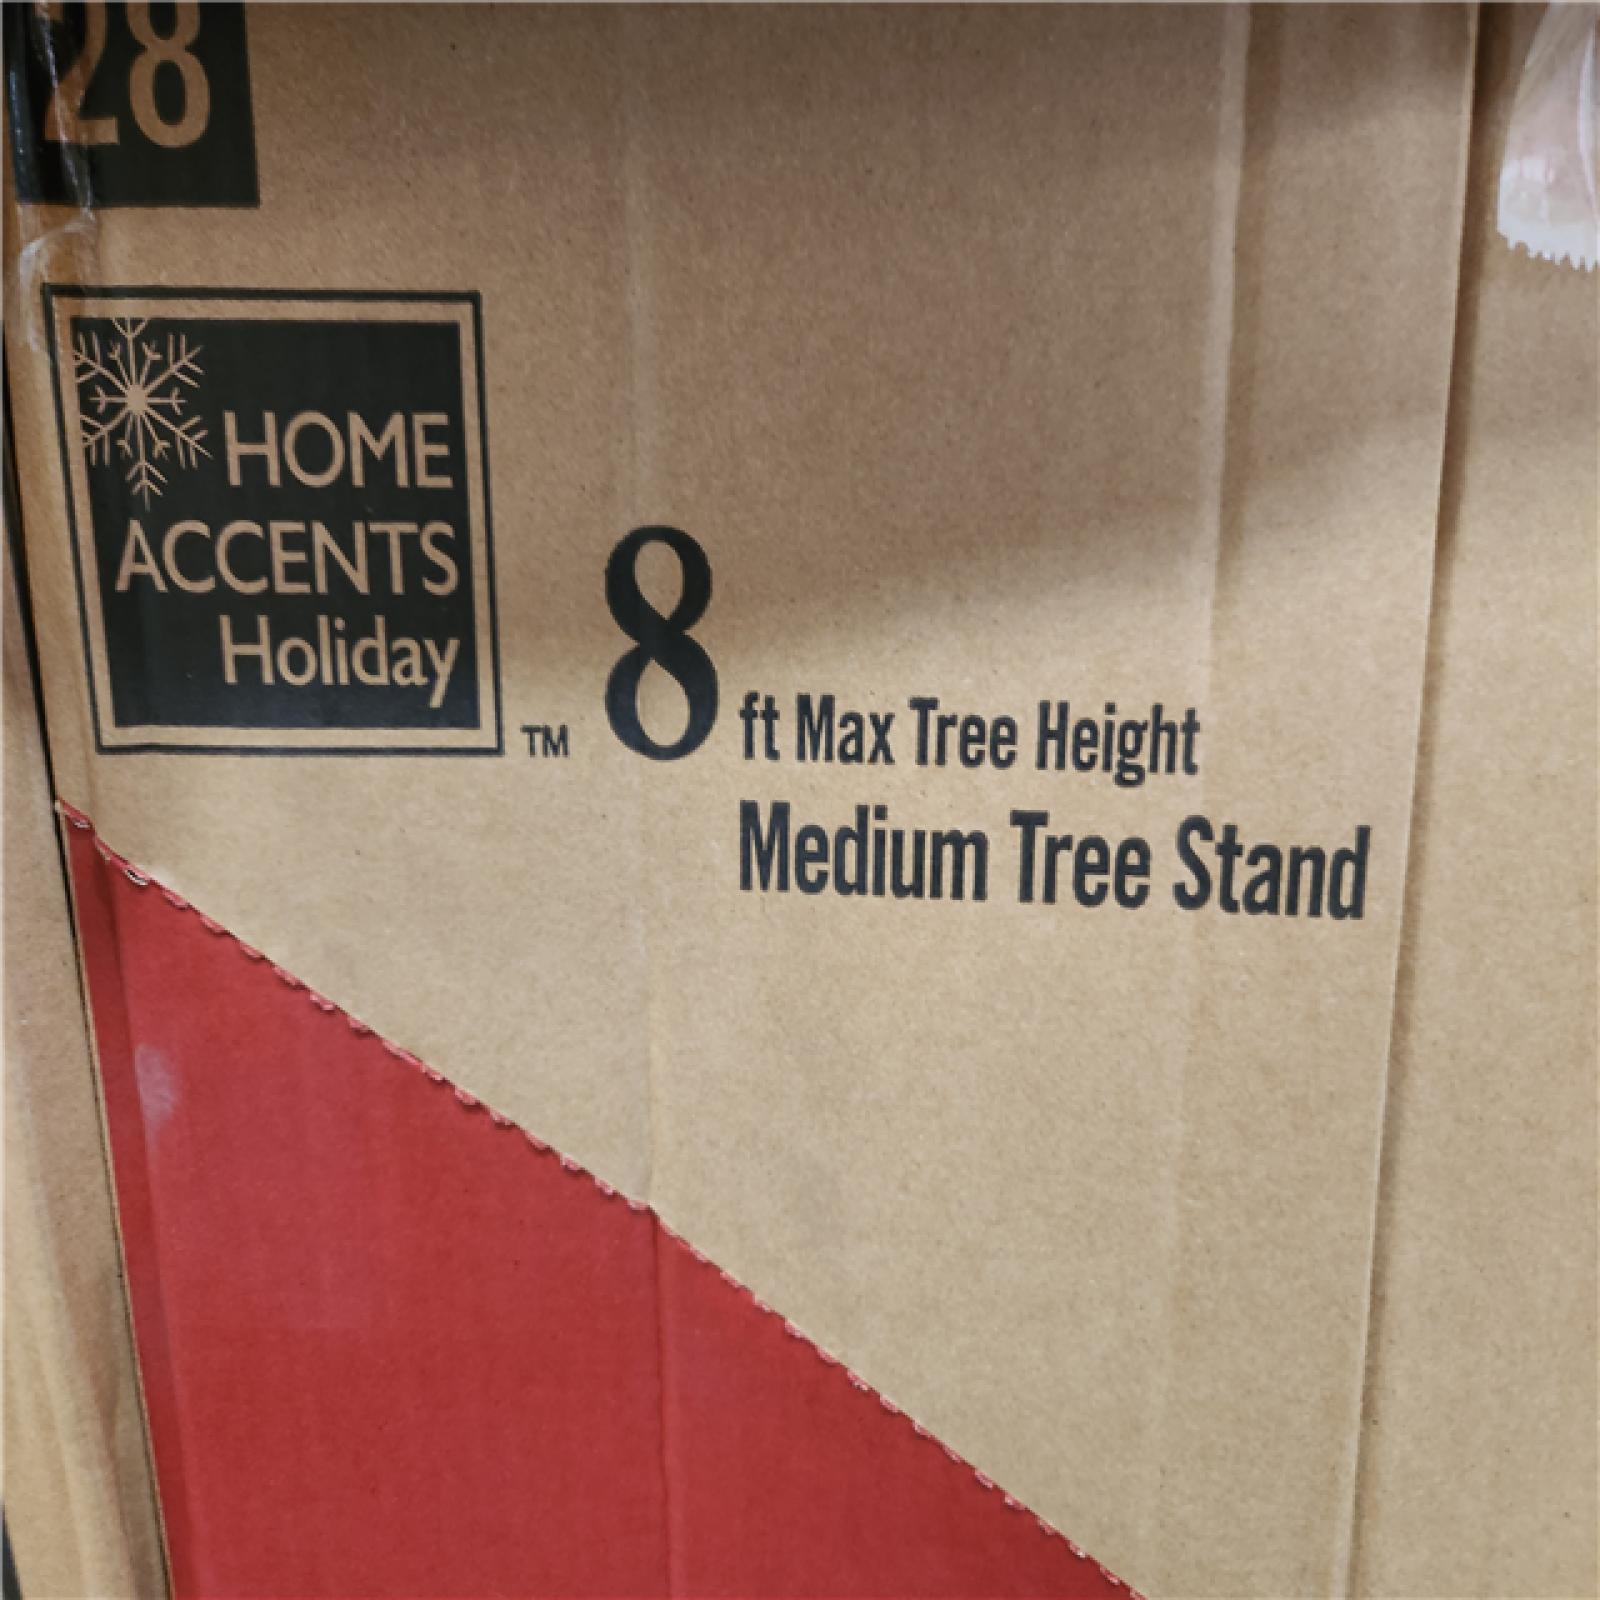 28
HOME
ACCENTS
Holiday
TM
8
ft Max Tree Height
Medium Tree Stand